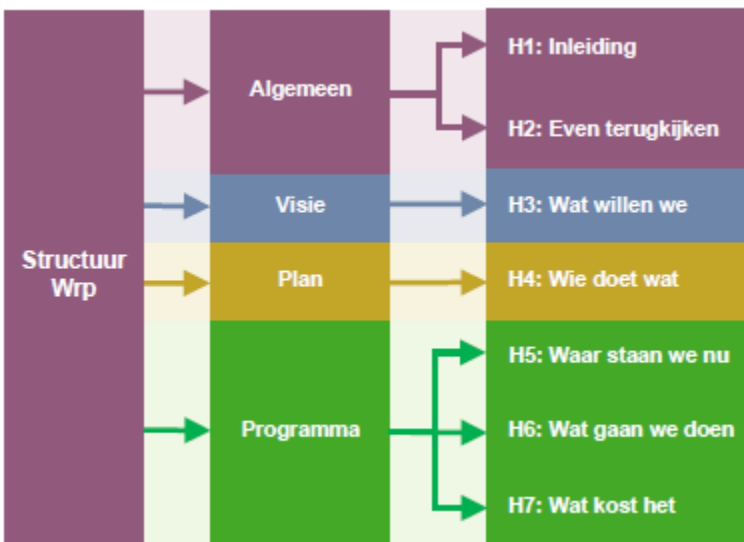 Structuur
Wrp
Algemeen
H1: Inleiding
H2: Even terugkijken
Visie
H3: Wat willen we
Plan
H4: Wie doet wat
Programma
H5: Waar staan we nu
H6: Wat gaan we doen
H7: Wat kost het